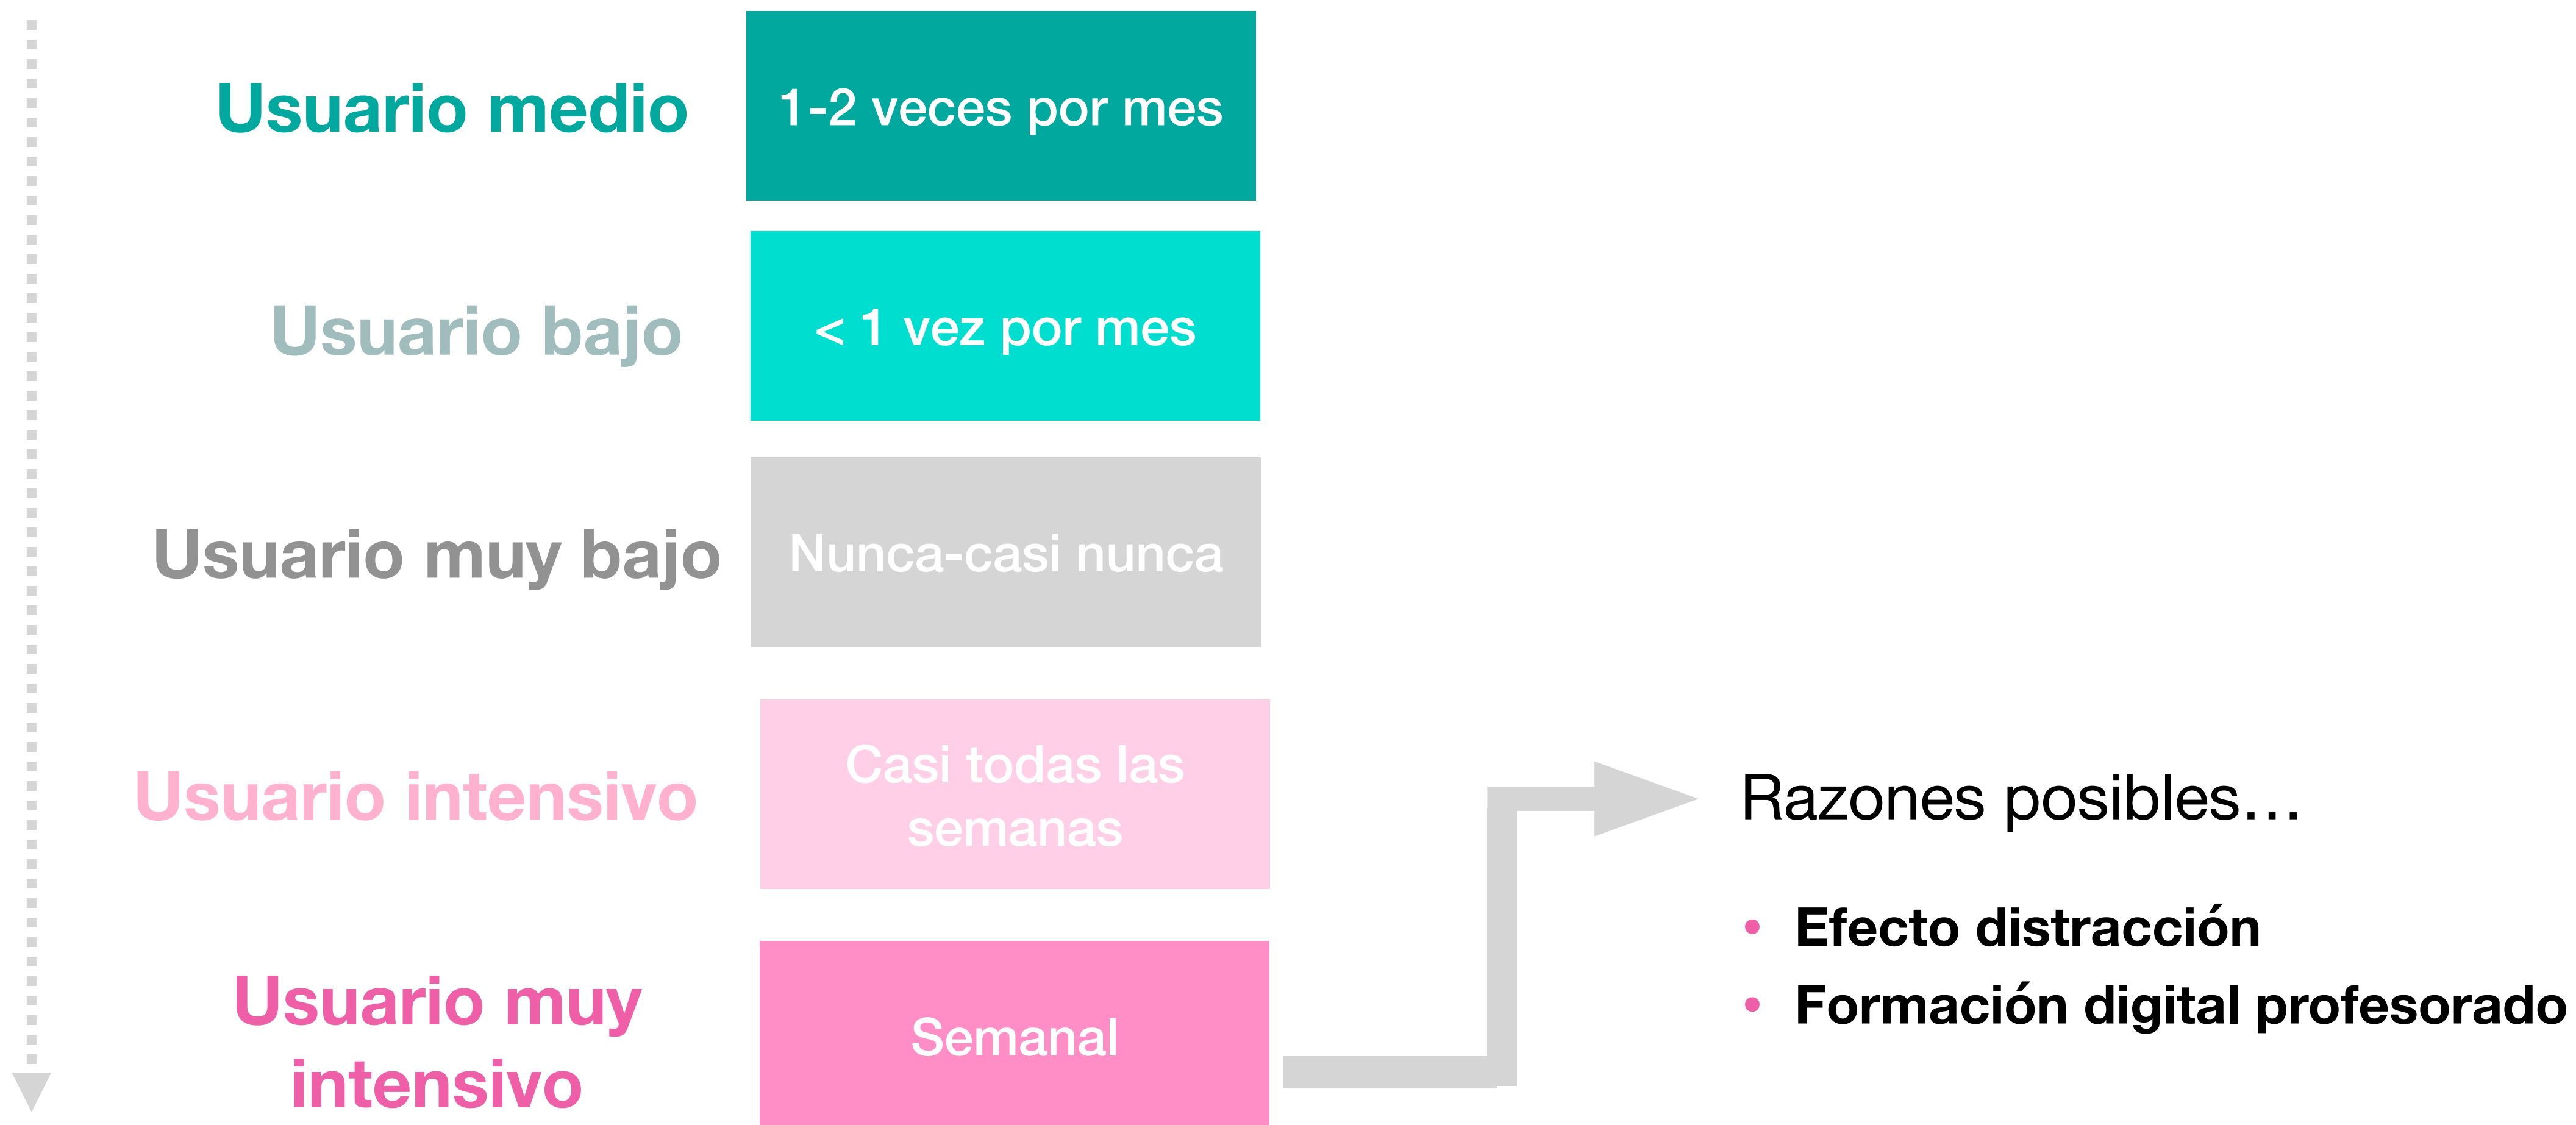 Usuario medio
1-2 veces por mes
Usuario bajo
< 1 vez por mes
Usuario muy bajo
Nunca-casi nunca
Usuario intensivo
Casi todas las
semanas
Usuario muy
intensivo
Semanal
Razones posibles…
• Efecto distracción
• Formación digital profesorado